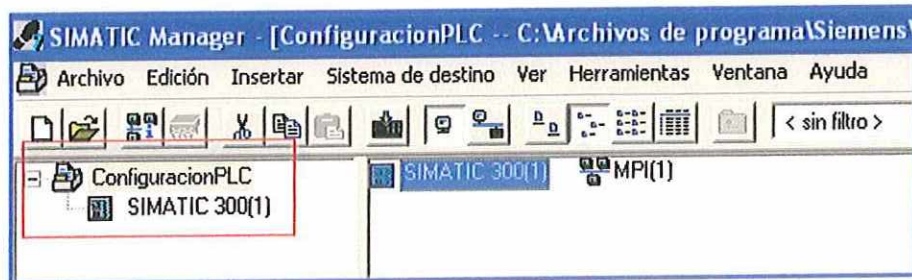 SIMATIC Manager - [ConfiguracionPLC -- C:\Archivos de programa\Siemens\
Archivo Edición Insertar Sistema de destino Ver Herramientas Ventana Ayuda
< sin filtro >
ConfiguracionPLC
SIMATIC 300(1)
SIMATIC 300(1) MPI(1)